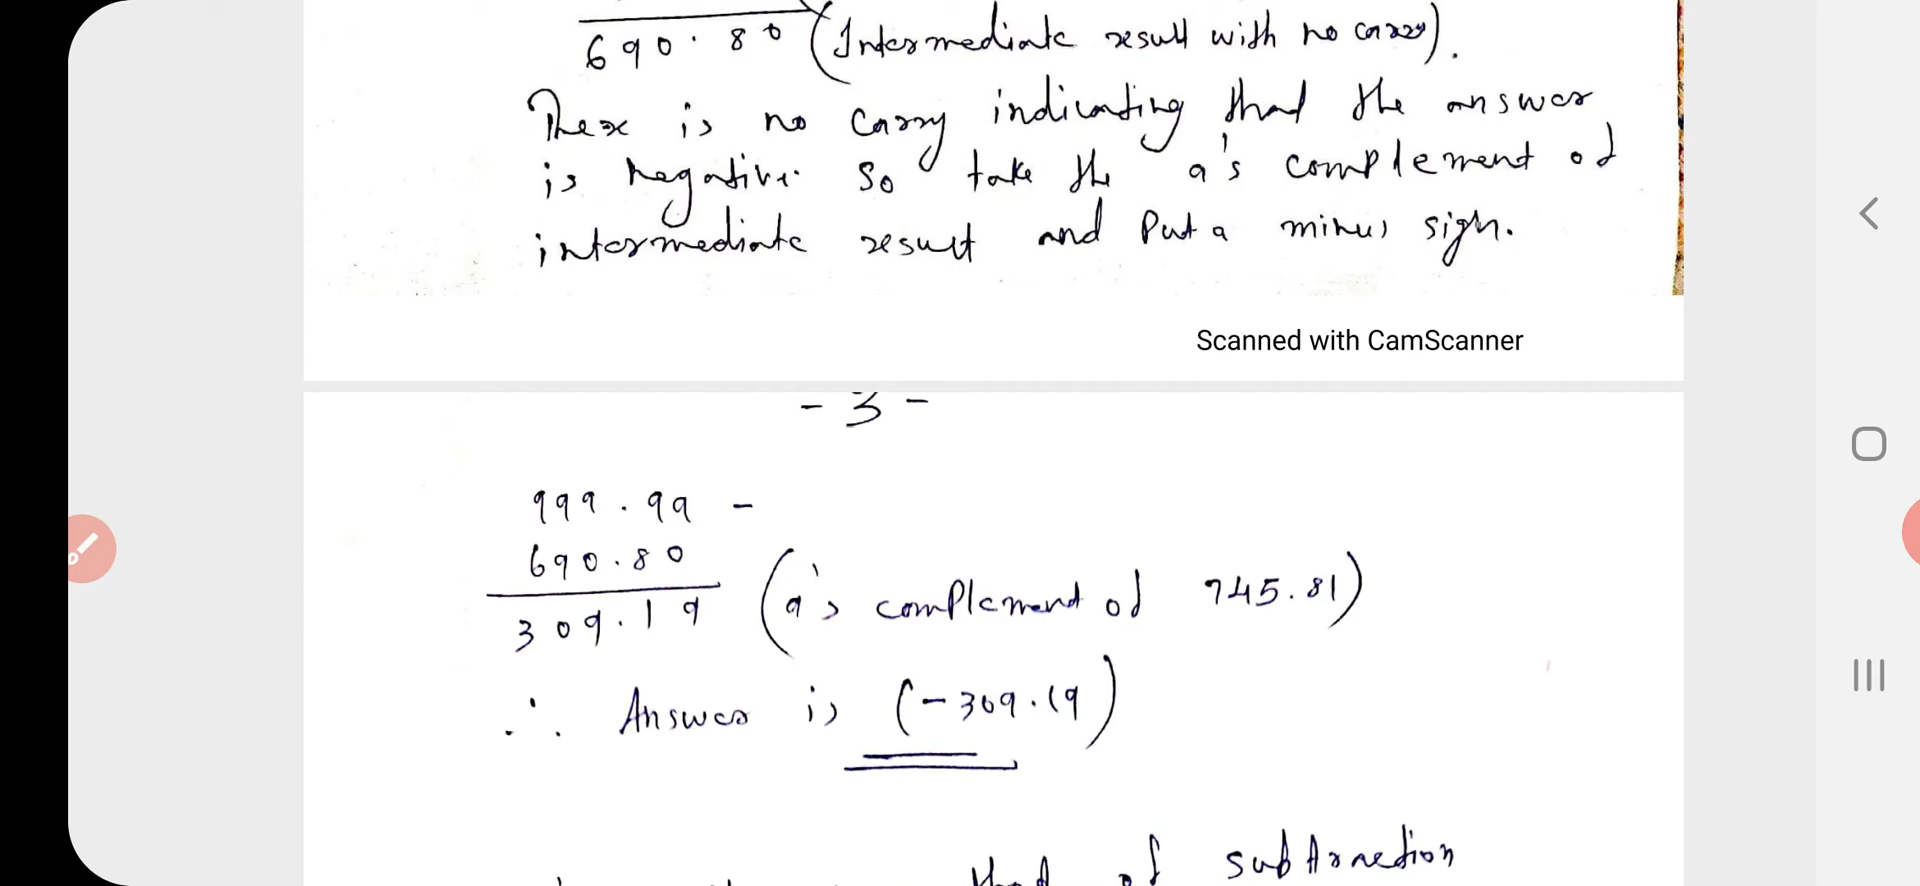 690.80 (Intermediate result with no carry).
There is no carry indicating that the answer
is negative. So take the 9's complement of
intermediate result and Put a minus sign.
Scanned with CamScanner
- 3 -
999.99 -
690.80
309.19 (9's complement of 745.81)
∴ Answer is (-309.19)
of subtraction